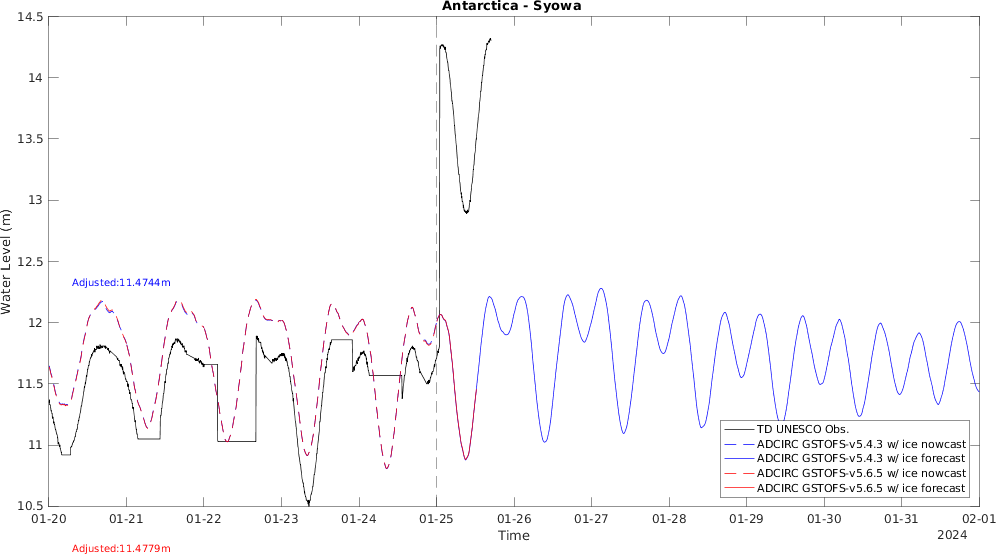 Antarctica - Syowa
14.5
14
13.5
13
12.5
12
11.5
11
10.5
Water Level (m)
Adjusted:11.4744m
TD UNESCO Obs.
ADCIRC GSTOFS-v5.4.3 w/ ice nowcast
ADCIRC GSTOFS-v5.4.3 w/ ice forecast
ADCIRC GSTOFS-v5.6.5 w/ ice nowcast
ADCIRC GSTOFS-v5.6.5 w/ ice forecast
01-20 01-21 01-22 01-23 01-24 01-25 01-26 01-27 01-28 01-29 01-30 01-31 02-01
Time
2024
Adjusted:11.4779m